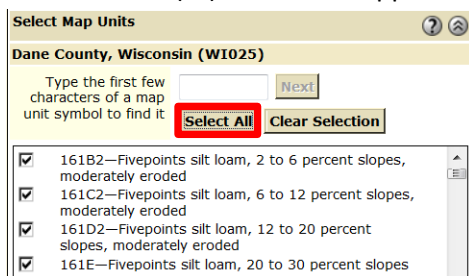 Select Map Units
Dane County, Wisconsin (WI025)
Type the first few
characters of a map
unit symbol to find it
Next
Select All Clear Selection
161B2—Fivepoints silt loam, 2 to 6 percent slopes,
moderately eroded
161C2—Fivepoints silt loam, 6 to 12 percent slopes,
moderately eroded
161D2—Fivepoints silt loam, 12 to 20 percent
slopes, moderately eroded
161E—Fivepoints silt loam, 20 to 30 percent slopes